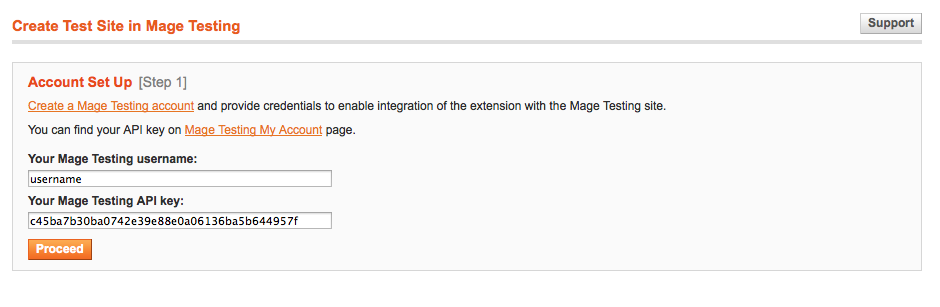 Create Test Site in Mage Testing
Support
Account Set Up [Step 1]
Create a Mage Testing account and provide credentials to enable integration of the extension with the Mage Testing site.
You can find your API key on Mage Testing My Account page.
Your Mage Testing username:
username
Your Mage Testing API key:
c45ba7b30ba0742e39e88e0a06136ba5b644957f
Proceed